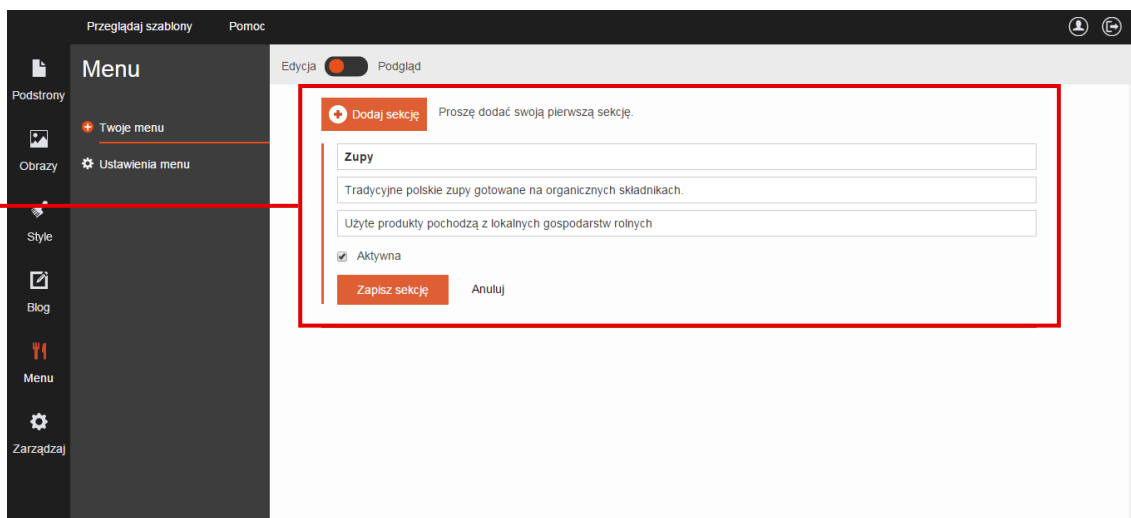 Przeglądaj szablony Pomoc
Podstrony
Obrazy
Style
Blog
Menu
Zarządzaj
Menu
Twoje menu
Ustawienia menu
Edycja Podgląd
Dodaj sekcję Proszę dodać swoją pierwszą sekcję.
Zupy
Tradycyjne polskie zupy gotowane na organicznych składnikach.
Użyte produkty pochodzą z lokalnych gospodarstw rolnych
Aktywna
Zapisz sekcję Anuluj